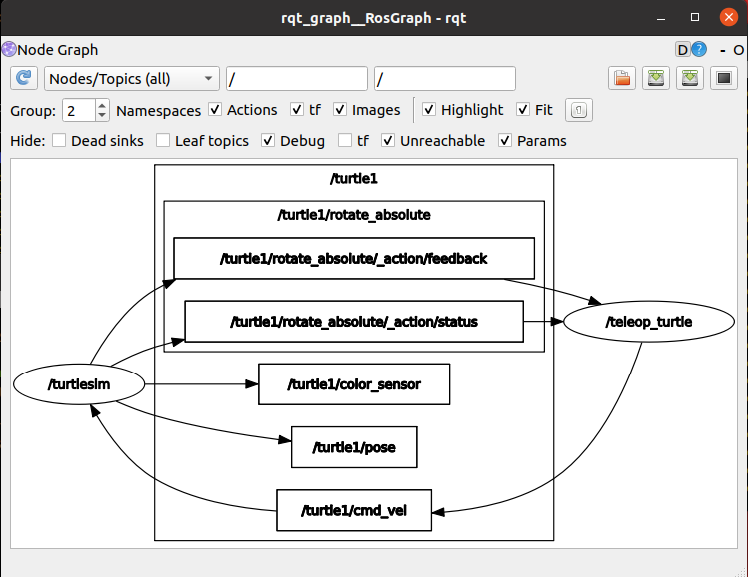 rqt_graph__RosGraph - rqt
Node Graph D ? - O
Nodes/Topics (all) / /
Group: 2 Namespaces Actions tf Images Highlight Fit
Hide: Dead sinks Leaf topics Debug tf Unreachable Params
/turtle1
/turtle1/rotate_absolute
/turtle1/rotate_absolute/_action/feedback
/turtle1/rotate_absolute/_action/status
/teleop_turtle
/turtlesim
/turtle1/color_sensor
/turtle1/pose
/turtle1/cmd_vel